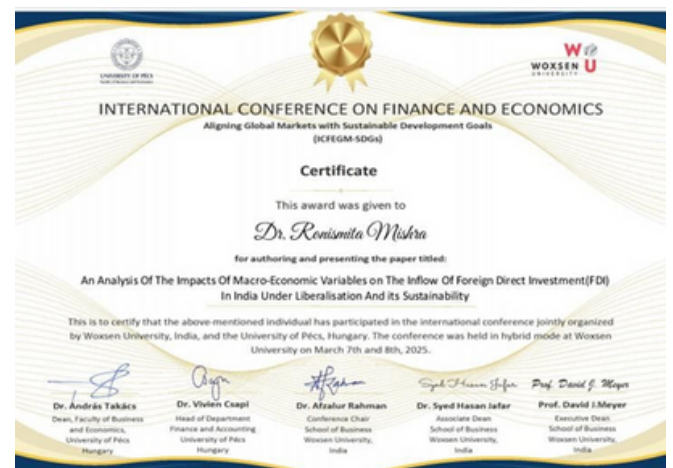 UNIVERSITY OF PÉCS
Faculty of Business and Economics
W
WOXSEN U
UNIVERSITY
INTERNATIONAL CONFERENCE ON FINANCE AND ECONOMICS
Aligning Global Markets with Sustainable Development Goals
(ICFEGM-SDGs)
Certificate
This award was given to
Dr. Ronismita Mishra
for authoring and presenting the paper titled:
An Analysis Of The Impacts Of Macro-Economic Variables on The Inflow Of Foreign Direct Investment(FDI)
In India Under Liberalisation And its Sustainability
This is to certify that the above-mentioned individual has participated in the international conference jointly organized
by Woxsen University, India, and the University of Pécs, Hungary. The conference was held in hybrid mode at Woxsen
University on March 7th and 8th, 2025.
Syed Hasan Jafar Prof. David J. Meyer
Dr. András Takács Dr. Vivien Csapi Dr. Afzalur Rahman Dr. Syed Hasan Jafar Prof. David J.Meyer
Dean, Faculty of Business Head of Department Conference Chair Associate Dean Executive Dean
and Economics, Finance and Accounting School of Business School of Business School of Business
University of Pécs University of Pécs Woxsen University, Woxsen University, Woxsen University,
Hungary Hungary India India India